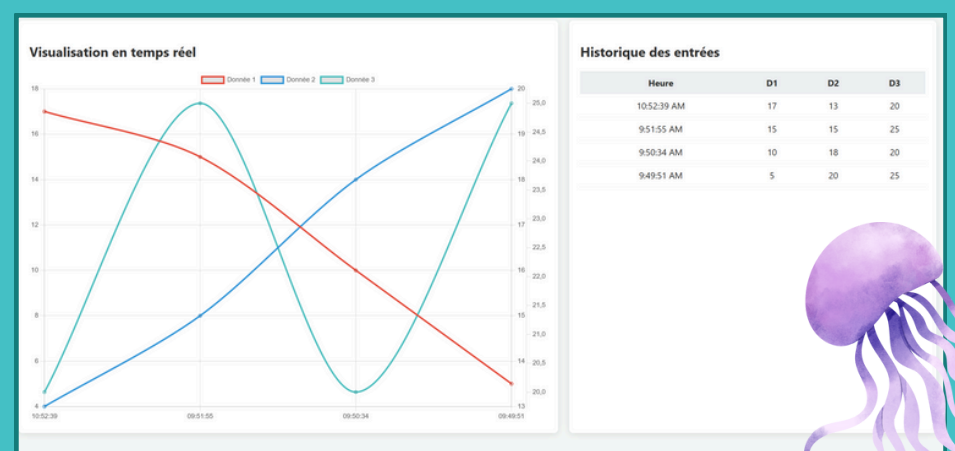 Visualisation en temps réel
Donnée 1 Donnée 2 Donnée 3
18 20
25,0
16 19 24,5
24,0
14 18
23,5
12 17 23,0
22,5
10 16
22,0
21,5
8 15
21,0
6 14 20,5
20,0
4 13
10:52:39 09:51:55 09:50:34 09:49:51
Historique des entrées
Heure D1 D2 D3
10:52:39 AM 17 13 20
9:51:55 AM 15 15 25
9:50:34 AM 10 18 20
9:49:51 AM 5 20 25